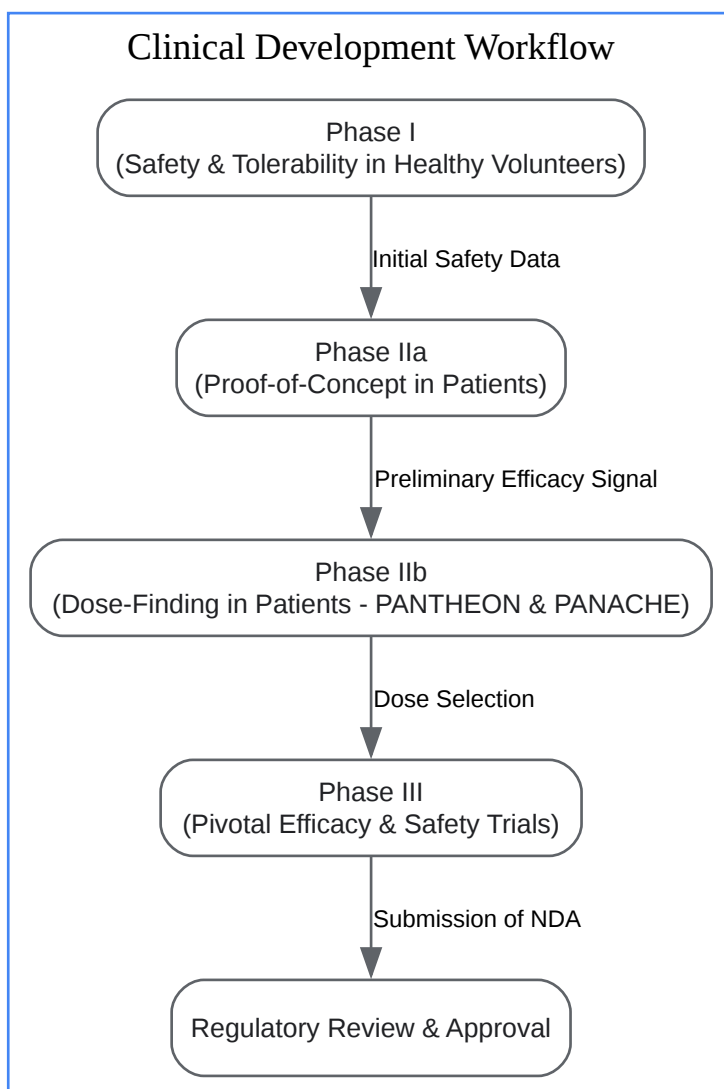 Clinical Development Workflow
Phase I
(Safety & Tolerability in Healthy Volunteers)
Initial Safety Data
Phase IIa
(Proof-of-Concept in Patients)
Preliminary Efficacy Signal
Phase IIb
(Dose-Finding in Patients - PANTHEON & PANACHE)
Dose Selection
Phase III
(Pivotal Efficacy & Safety Trials)
Submission of NDA
Regulatory Review & Approval